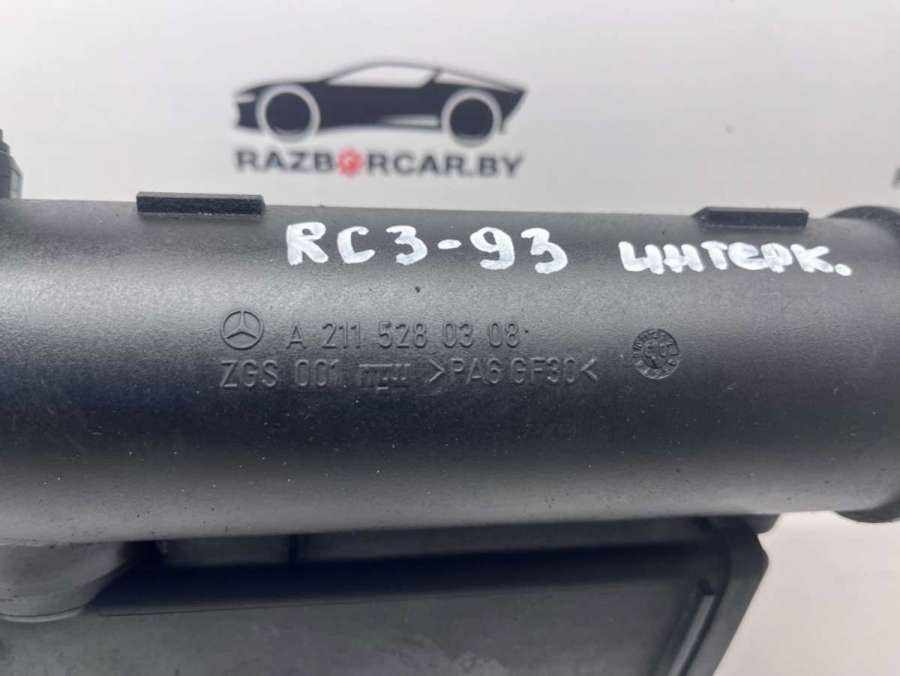 RAZBORCAR.BY
RC3-93 интерк.
A 211 528 03 08
ZGS 001 >PA6 GF30<